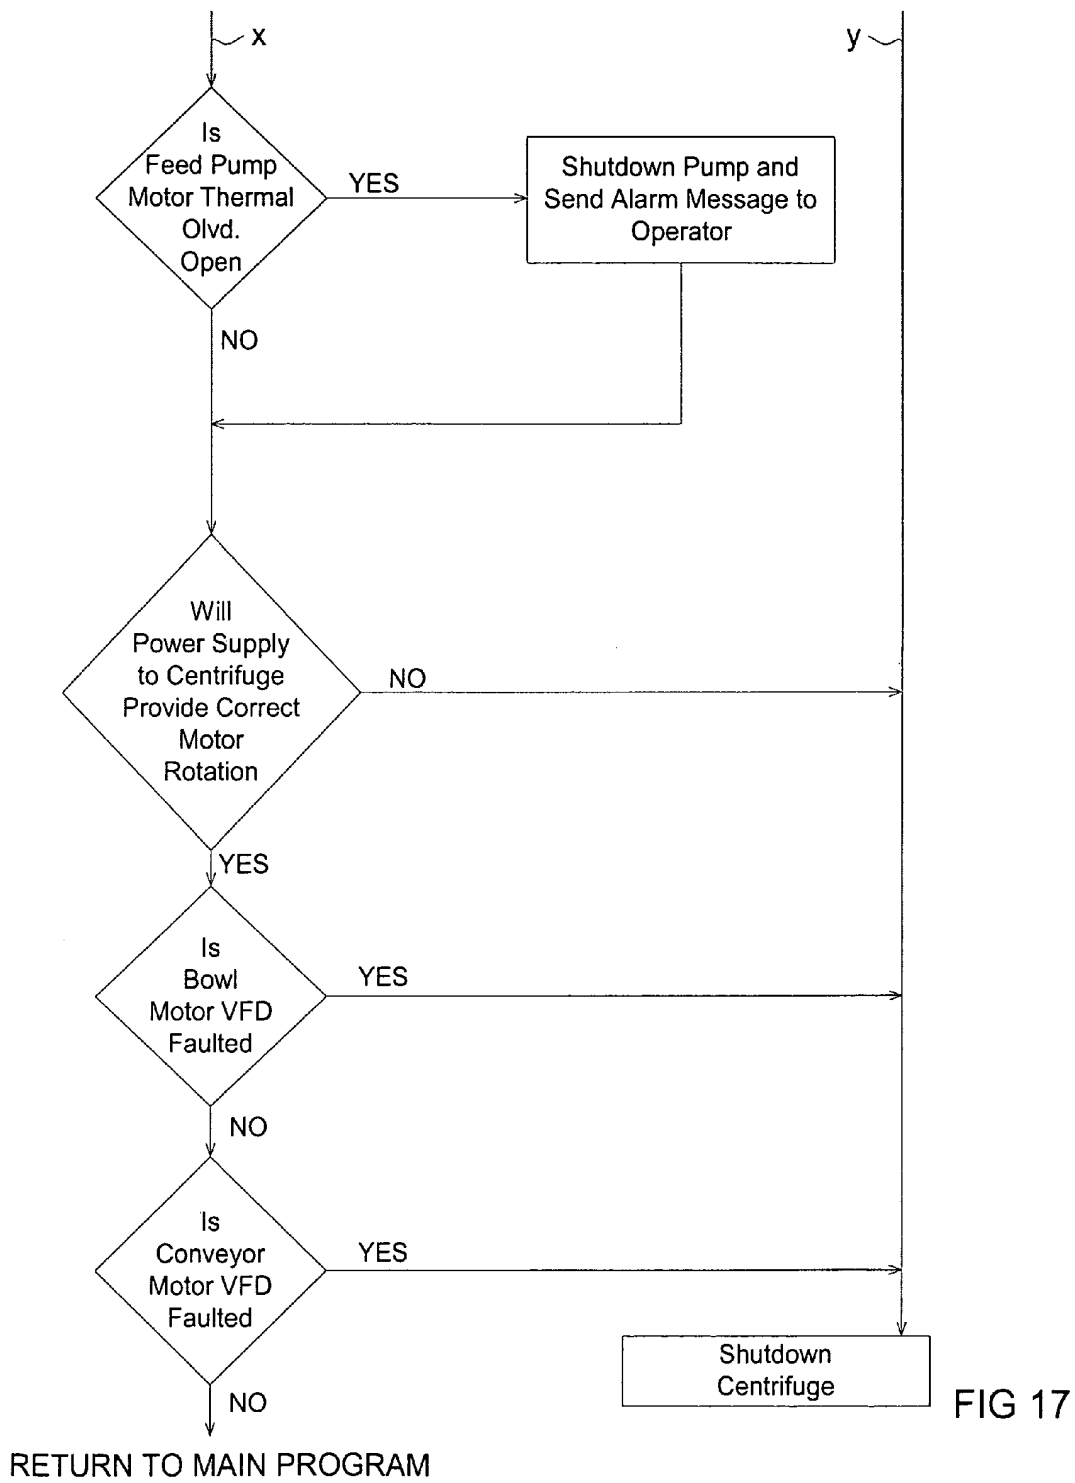 x
y
Is
Feed Pump
Motor Thermal
Olvd.
Open
YES
Shutdown Pump and
Send Alarm Message to
Operator
NO
Will
Power Supply
to Centrifuge
Provide Correct
Motor
Rotation
NO
YES
Is
Bowl
Motor VFD
Faulted
YES
NO
Is
Conveyor
Motor VFD
Faulted
YES
Shutdown
Centrifuge
NO
FIG 17
RETURN TO MAIN PROGRAM